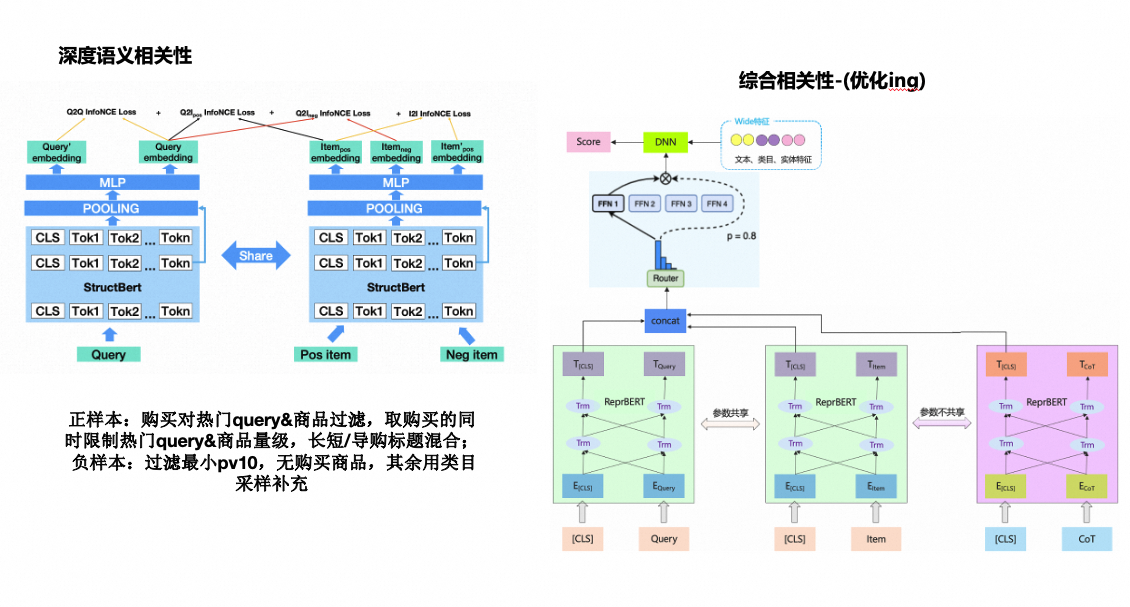 深度语义相关性
Q2Q InfoNCE Loss + Q2Ipos InfoNCE Loss + Q2Ineg InfoNCE Loss + I2I InfoNCE Loss
Query' embedding
Query embedding
Itempos embedding
Itemneg embedding
Item'pos embedding
MLP
MLP
POOLING
POOLING
CLS Tok1 Tok2 ... Tokn
CLS Tok1 Tok2 ... Tokn
StructBert
CLS Tok1 Tok2 ... Tokn
Share
CLS Tok1 Tok2 ... Tokn
CLS Tok1 Tok2 ... Tokn
StructBert
CLS Tok1 Tok2 ... Tokn
Query
Pos item
Neg item
正样本：购买对热门query&商品过滤，取购买的同
时限制热门query&商品量级，长短/导购标题混合；
负样本：过滤最小pv10，无购买商品，其余用类目
采样补充
综合相关性-(优化ing)
Wide特征
Score
DNN
文本、类目、实体特征
FFN 1 FFN 2 FFN 3 FFN 4
p = 0.8
Router
concat
T[CLS] TQuery
ReprBERT
Trm Trm
Trm Trm
E[CLS] EQuery
[CLS] Query
参数共享
T[CLS] TItem
ReprBERT
Trm Trm
Trm Trm
E[CLS] EItem
[CLS] Item
参数不共享
T[CLS] TCoT
ReprBERT
Trm Trm
Trm Trm
E[CLS] ECoT
[CLS] CoT